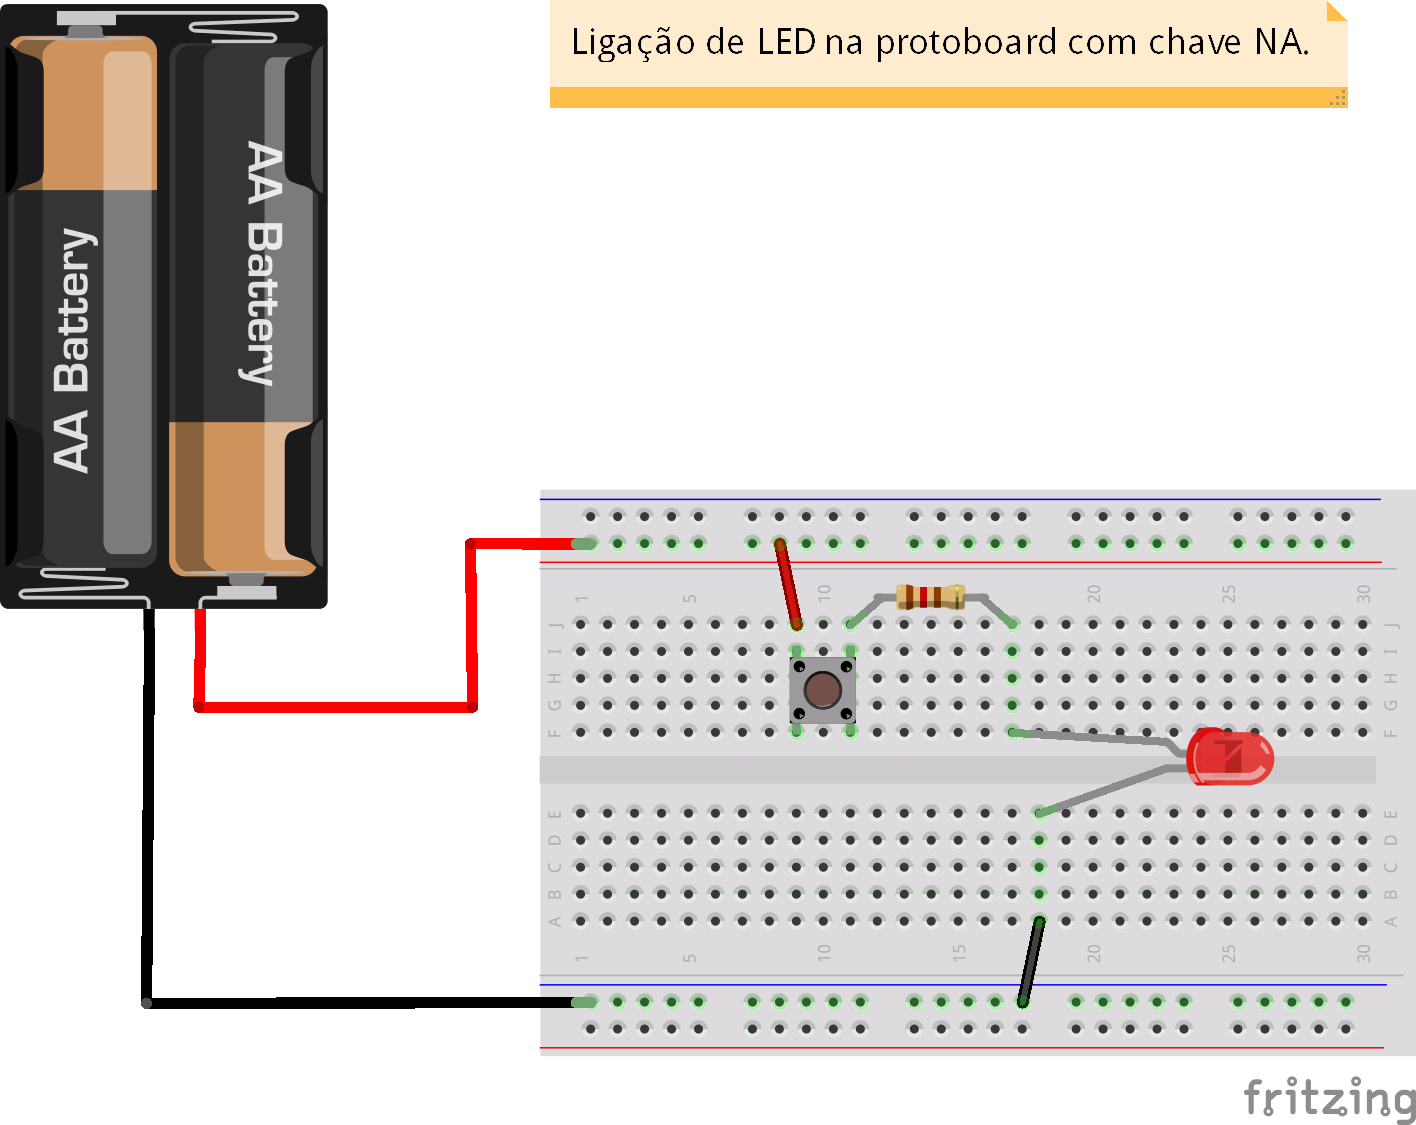 Ligação de LED na protoboard com chave NA.
AA Battery
AA Battery
1 5 10 20 25 30
J J
I I
H H
G G
F F
E E
D D
C C
B B
A A
1 5 10 15 20 25 30
fritzing